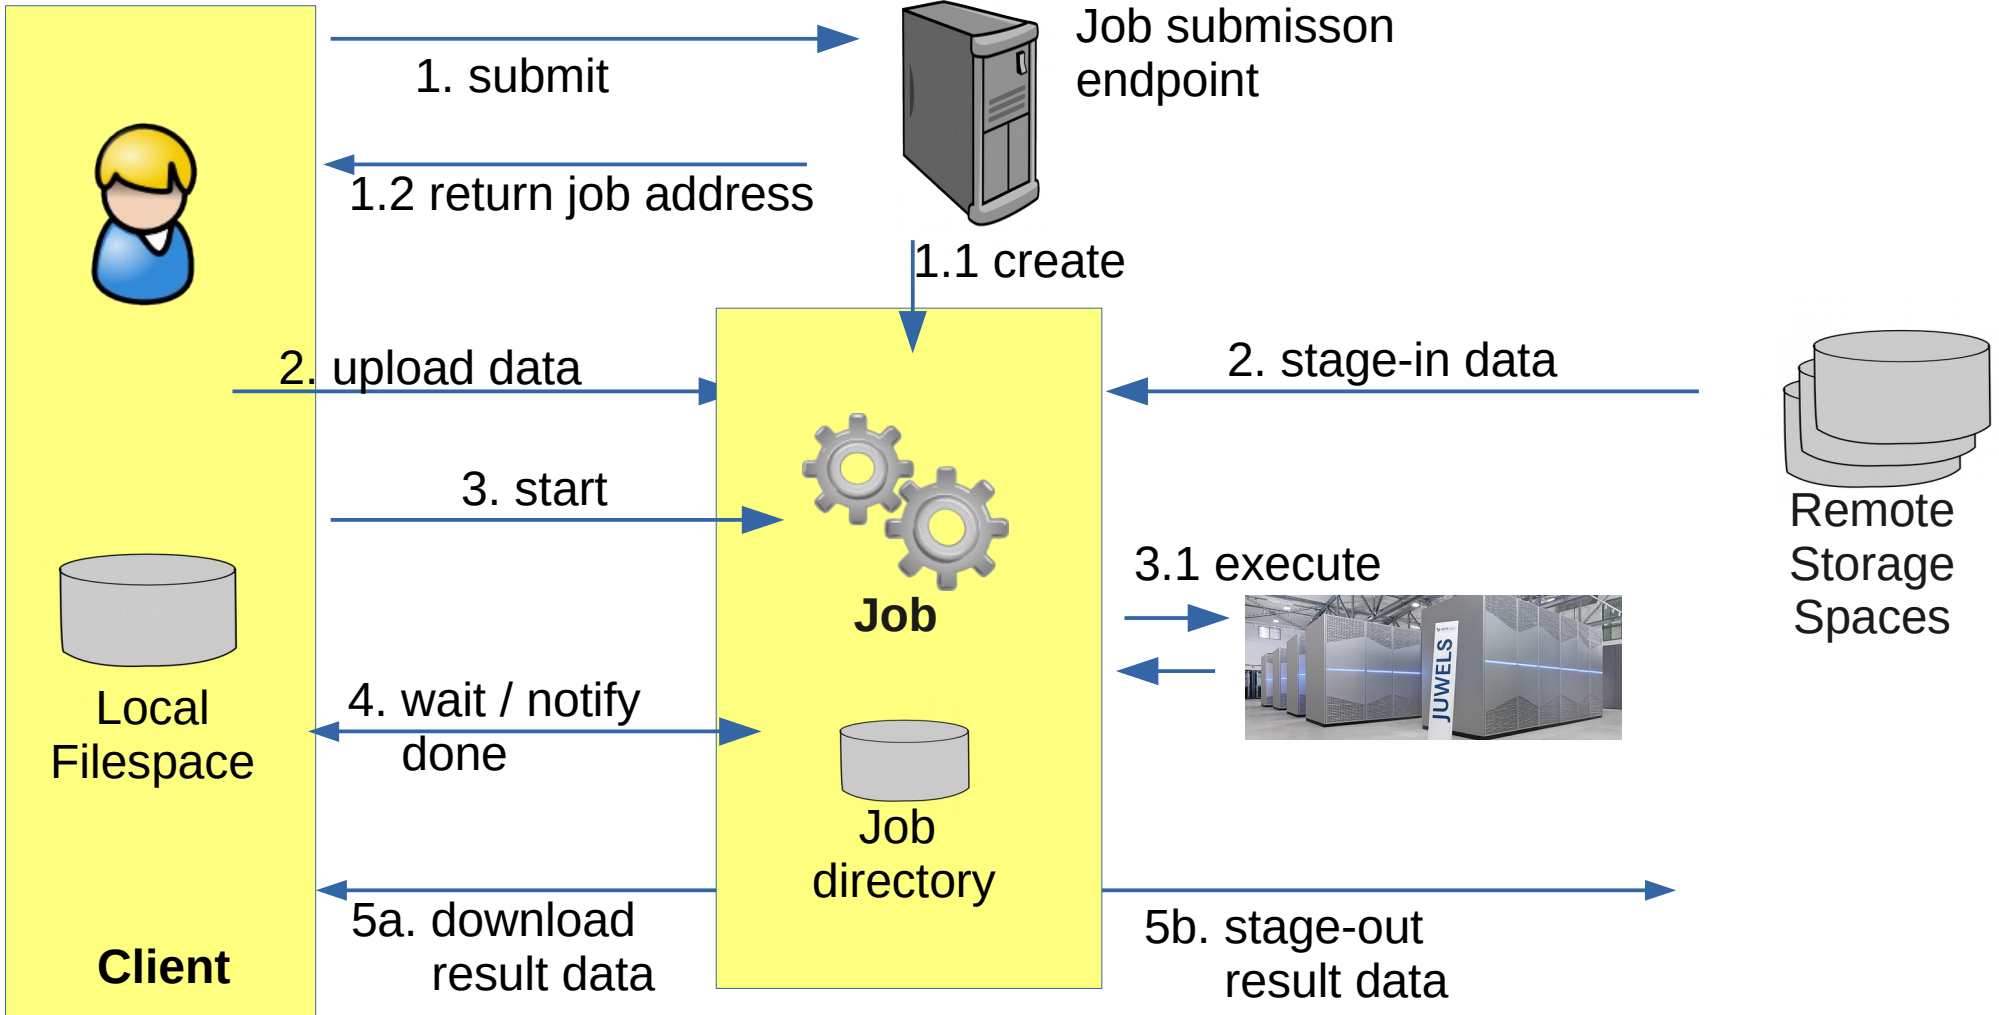 Job submisson
endpoint
1. submit
1.2 return job address
1.1 create
2. upload data
2. stage-in data
3. start
Remote
Storage
Spaces
3.1 execute
Job
JUWELS
Local
Filespace
4. wait / notify
done
Job
directory
5a. download
result data
5b. stage-out
result data
Client